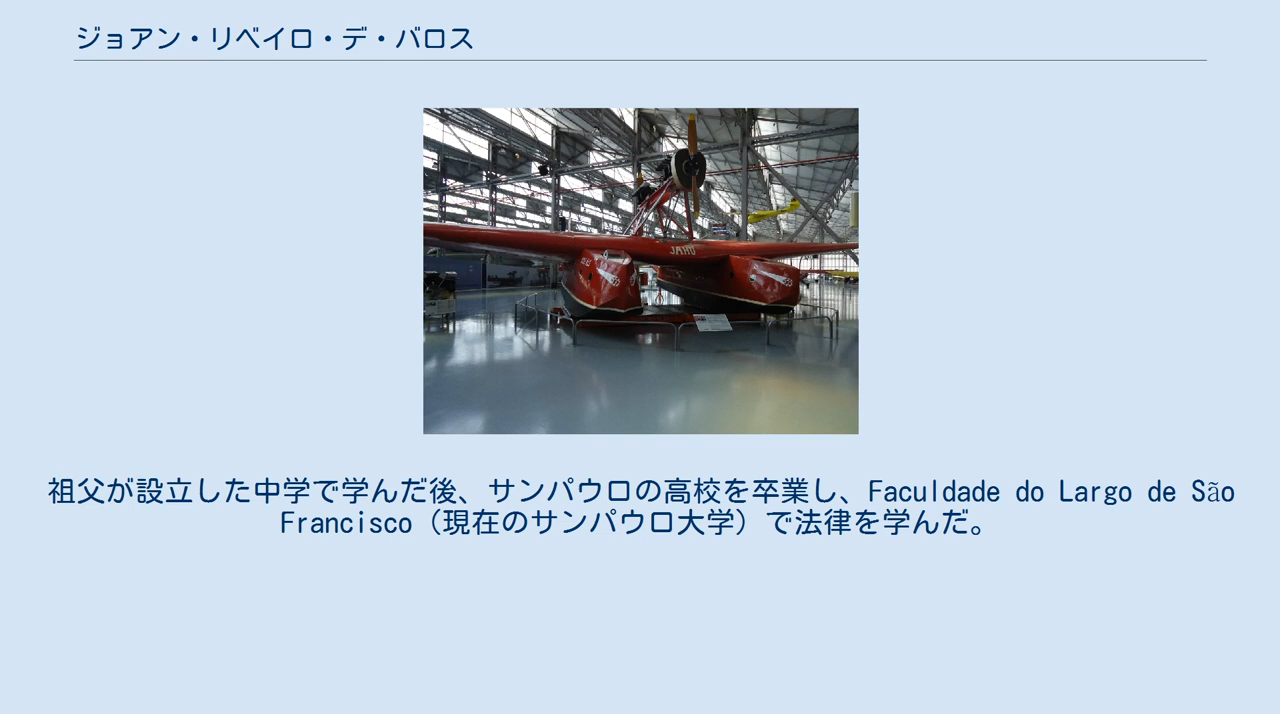 ジョアン・リベイロ・デ・バロス
JAHÚ
祖父が設立した中学で学んだ後、サンパウロの高校を卒業し、Faculdade do Largo de São
Francisco（現在のサンパウロ大学）で法律を学んだ。